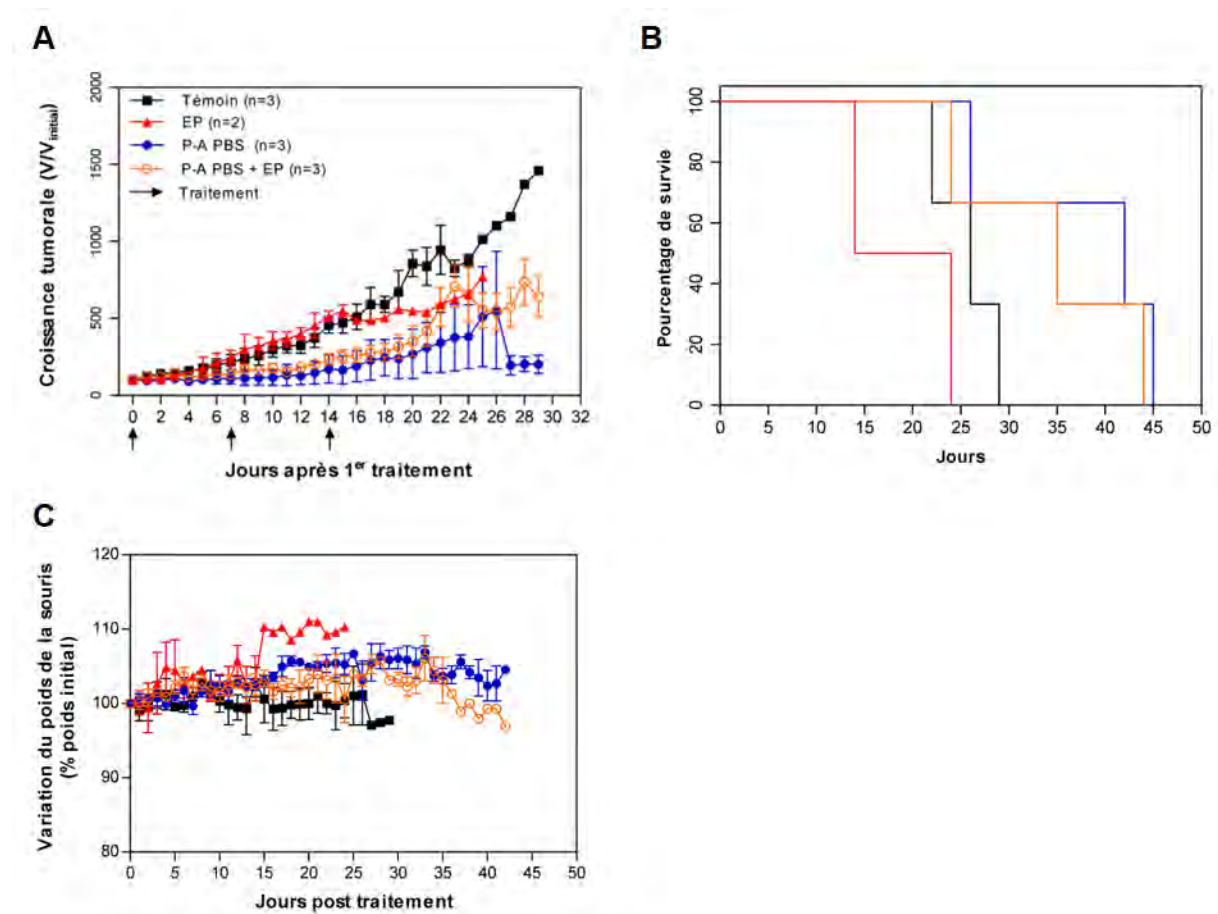 A
Croissance tumorale (V/Vinitial)
2000
1500
1000
500
0
Témoin (n=3)
EP (n=2)
P-A PBS (n=3)
P-A PBS + EP (n=3)
Traitement
0 2 4 6 8 10 12 14 16 18 20 22 24 26 28 30 32
Jours après 1er traitement
B
Pourcentage de survie
100
80
60
40
20
0
0 5 10 15 20 25 30 35 40 45 50
Jours
C
Variation du poids de la souris
(% poids initial)
120
110
100
90
80
0 5 10 15 20 25 30 35 40 45 50
Jours post traitement